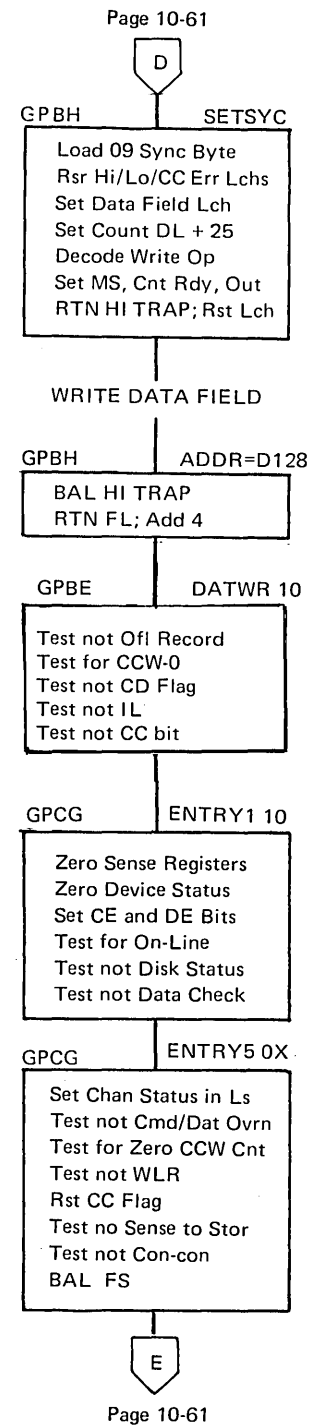 Page 10-61
D
GPBH SETSYC
Load 09 Sync Byte
Rsr Hi/Lo/CC Err Lchs
Set Data Field Lch
Set Count DL + 25
Decode Write Op
Set MS, Cnt Rdy, Out
RTN HI TRAP; Rst Lch
WRITE DATA FIELD
GPBH ADDR=D128
BAL HI TRAP
RTN FL; Add 4
GPBE DATWR 10
Test not Ofl Record
Test for CCW-0
Test not CD Flag
Test not IL
Test not CC bit
GPCG ENTRY1 10
Zero Sense Registers
Zero Device Status
Set CE and DE Bits
Test for On-Line
Test not Disk Status
Test not Data Check
GPCG ENTRY5 0X
Set Chan Status in Ls
Test not Cmd/Dat Ovrn
Test for Zero CCW Cnt
Test not WLR
Rst CC Flag
Test no Sense to Stor
Test not Con-con
BAL FS
E
Page 10-61